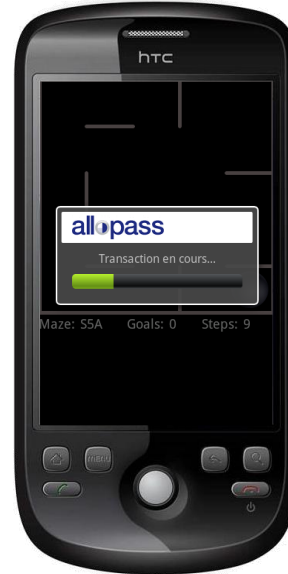 hTC
allopass
Transaction en cours...
Maze: S5A Goals: 0 Steps: 9
menu